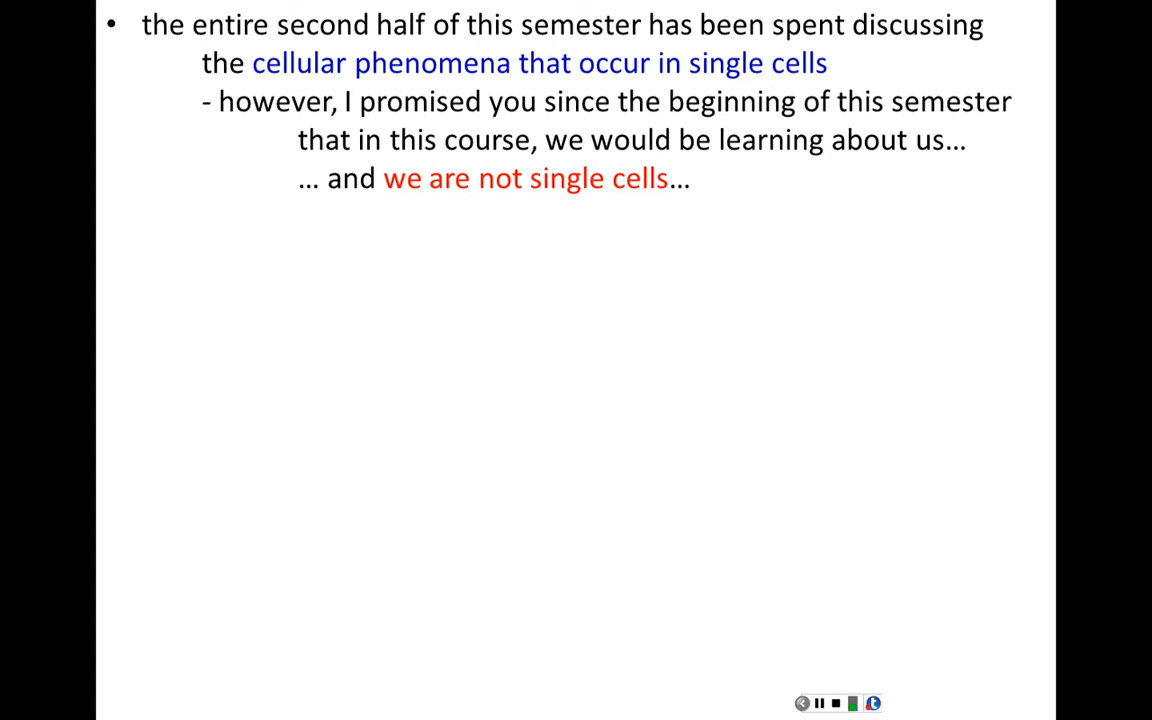 • the entire second half of this semester has been spent discussing
the cellular phenomena that occur in single cells
- however, I promised you since the beginning of this semester
that in this course, we would be learning about us…
… and we are not single cells…